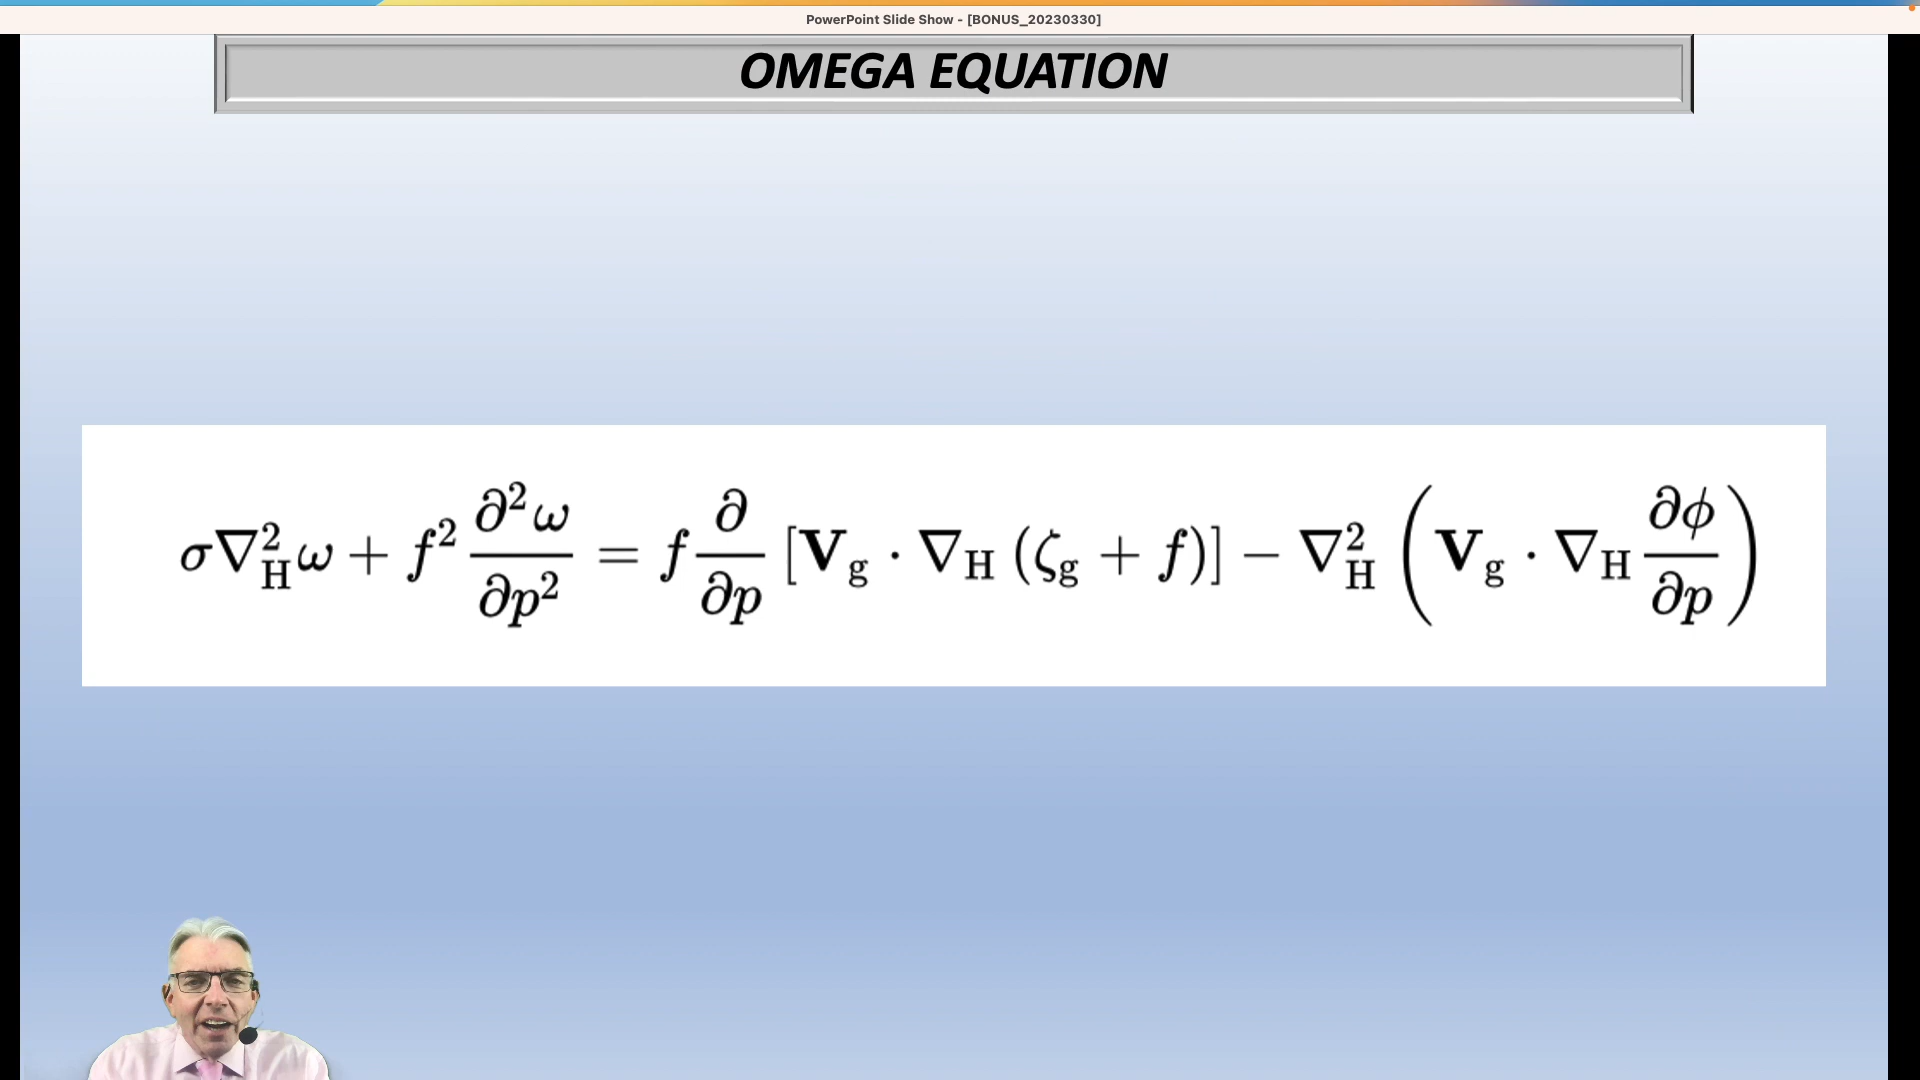 PowerPoint Slide Show - [BONUS_20230330]
OMEGA EQUATION
σ∇²_H ω + f² ∂²ω/∂p² = f ∂/∂p [V_g · ∇_H (ζ_g + f)] − ∇²_H (V_g · ∇_H ∂ϕ/∂p)